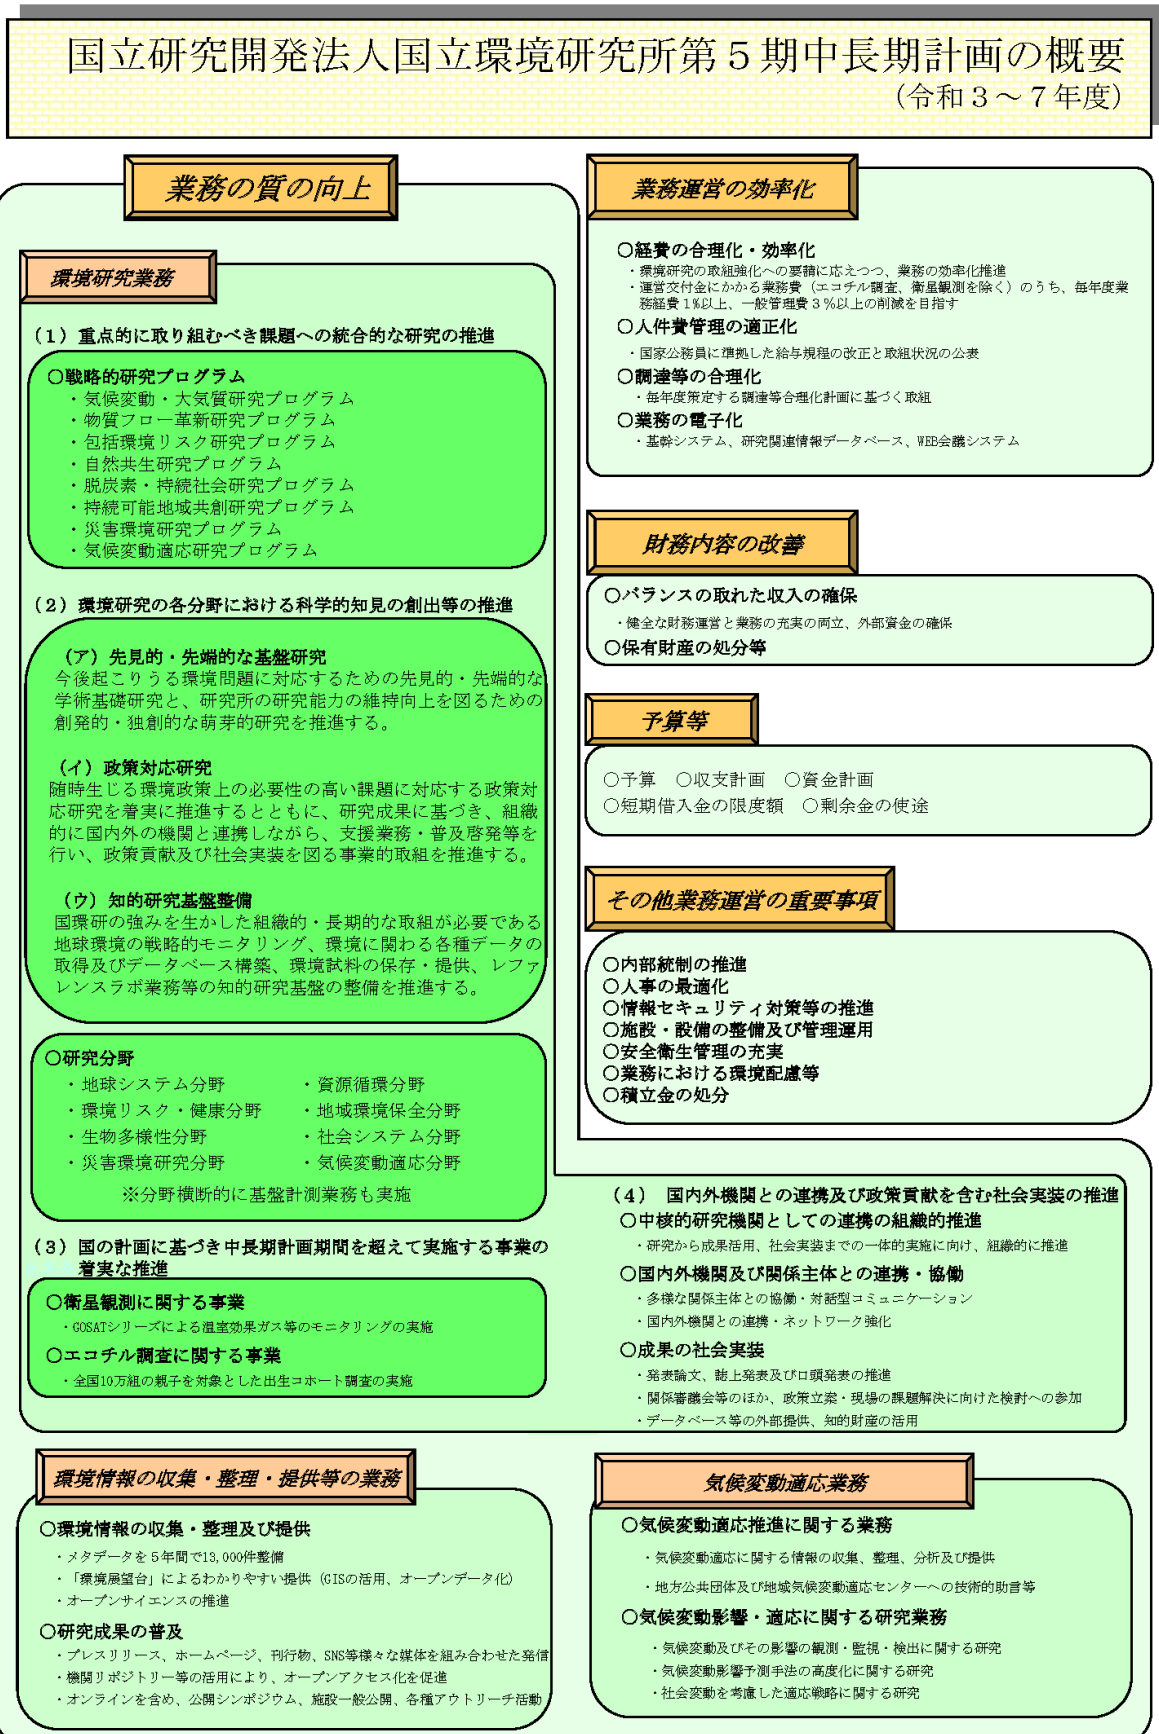 国立研究開発法人国立環境研究所第５期中長期計画の概要
（令和３～７年度）
業務の質の向上
環境研究業務
（１）重点的に取り組むべき課題への統合的な研究の推進
○戦略的研究プログラム
・気候変動・大気質研究プログラム
・物質フロー革新研究プログラム
・包括環境リスク研究プログラム
・自然共生研究プログラム
・脱炭素・持続社会研究プログラム
・持続可能地域共創研究プログラム
・災害環境研究プログラム
・気候変動適応研究プログラム
（２）環境研究の各分野における科学的知見の創出等の推進
（ア）先見的・先端的な基盤研究
今後起こりうる環境問題に対応するための先見的・先端的な
学術基礎研究と、研究所の研究能力の維持向上を図るための
創発的・独創的な萌芽的研究を推進する。
（イ）政策対応研究
随時生じる環境政策上の必要性の高い課題に対応する政策対
応研究を着実に推進するとともに、研究成果に基づき、組織
的に国内外の機関と連携しながら、支援業務・普及啓発等を
行い、政策貢献及び社会実装を図る事業的取組を推進する。
（ウ）知的研究基盤整備
国環研の強みを生かした組織的・長期的な取組が必要である
地球環境の戦略的モニタリング、環境に関わる各種データの
取得及びデータベース構築、環境試料の保存・提供、レファ
レンスラボ業務等の知的研究基盤の整備を推進する。
○研究分野
・地球システム分野　・資源循環分野
・環境リスク・健康分野　・地域環境保全分野
・生物多様性分野　・社会システム分野
・災害環境研究分野　・気候変動適応分野
※分野横断的に基盤計測業務も実施
（３）国の計画に基づき中長期計画期間を超えて実施する事業の
着実な推進
○衛星観測に関する事業
・GOSATシリーズによる温室効果ガス等のモニタリングの実施
○エコチル調査に関する事業
・全国10万組の親子を対象とした出生コホート調査の実施
（４）　国内外機関との連携及び政策貢献を含む社会実装の推進
○中核的研究機関としての連携の組織的推進
・研究から成果活用、社会実装までの一体的実施に向け、組織的に推進
○国内外機関及び関係主体との連携・協働
・多様な関係主体との協働・対話型コミュニケーション
・国内外機関との連携・ネットワーク強化
○成果の社会実装
・発表論文、誌上発表及び口頭発表の推進
・関係審議会等のほか、政策立案・現場の課題解決に向けた検討への参加
・データベース等の外部提供、知的財産の活用
環境情報の収集・整理・提供等の業務
○環境情報の収集・整理及び提供
・メタデータを５年間で13,000件整備
・「環境展望台」によるわかりやすい提供（GISの活用、オープンデータ化）
・オープンサイエンスの推進
○研究成果の普及
・プレスリリース、ホームページ、刊行物、SNS等様々な媒体を組み合わせた発信
・機関リポジトリー等の活用により、オープンアクセス化を促進
・オンラインを含め、公開シンポジウム、施設一般公開、各種アウトリーチ活動
気候変動適応業務
○気候変動適応推進に関する業務
・気候変動適応に関する情報の収集、整理、分析及び提供
・地方公共団体及び地域気候変動適応センターへの技術的助言等
○気候変動影響・適応に関する研究業務
・気候変動及びその影響の観測・監視・検出に関する研究
・気候変動影響予測手法の高度化に関する研究
・社会変動を考慮した適応戦略に関する研究
業務運営の効率化
○経費の合理化・効率化
・環境研究の取組強化への要請に応えつつ、業務の効率化推進
・運営交付金にかかる業務費（エコチル調査、衛星観測を除く）のうち、毎年度業
務経費１%以上、一般管理費３%以上の削減を目指す
○人件費管理の適正化
・国家公務員に準拠した給与規程の改正と取組状況の公表
○調達等の合理化
・毎年度策定する調達等合理化計画に基づく取組
○業務の電子化
・基幹システム、研究関連情報データベース、WEB会議システム
財務内容の改善
○バランスの取れた収入の確保
・健全な財務運営と業務の充実の両立、外部資金の確保
○保有財産の処分等
予算等
○予算　○収支計画　○資金計画
○短期借入金の限度額　○剰余金の使途
その他業務運営の重要事項
○内部統制の推進
○人事の最適化
○情報セキュリティ対策等の推進
○施設・設備の整備及び管理運用
○安全衛生管理の充実
○業務における環境配慮等
○積立金の処分